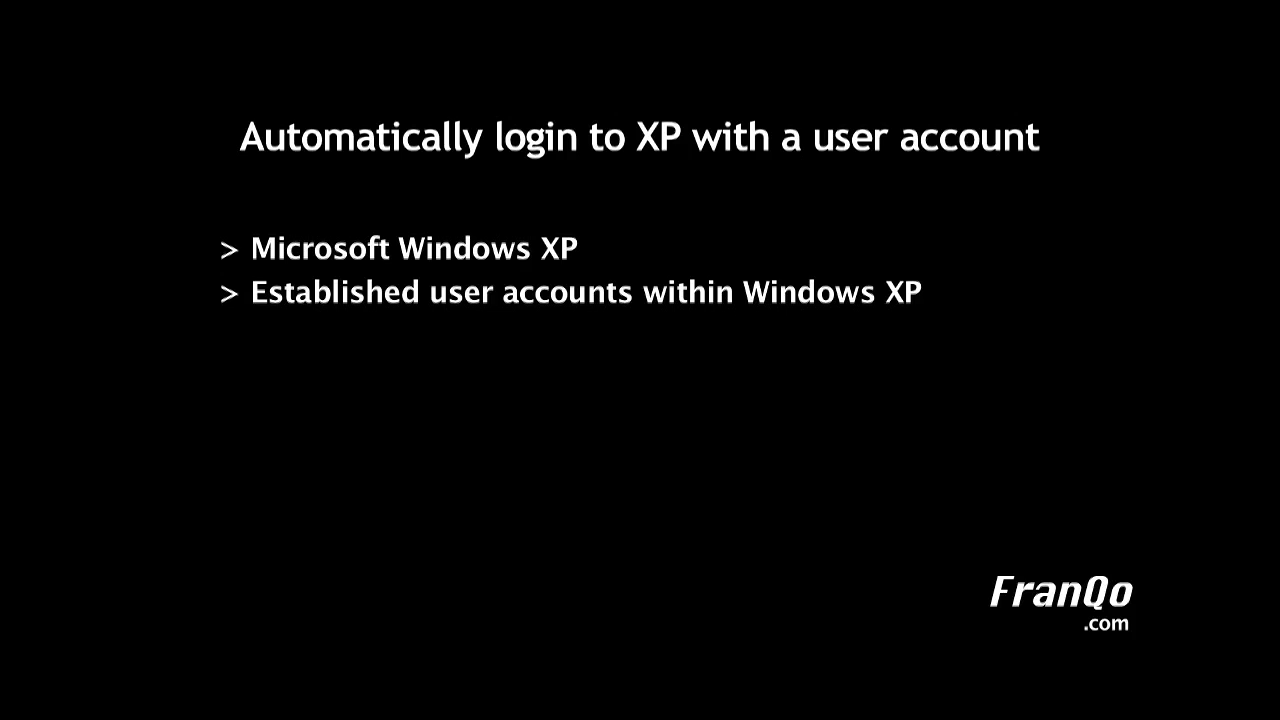 Automatically login to XP with a user account
> Microsoft Windows XP
> Established user accounts within Windows XP
FranQo
.com